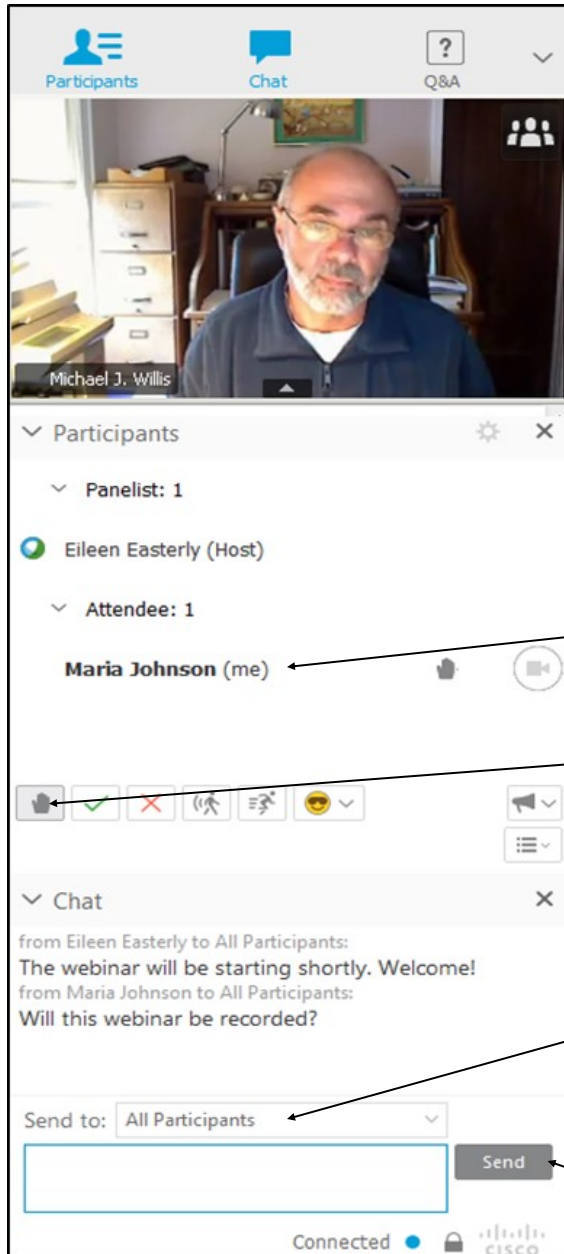 Participants Chat ? Q&A
Michael J. Willis
Participants
Panelist: 1
Eileen Easterly (Host)
Attendee: 1
Maria Johnson (me)
Chat
from Eileen Easterly to All Participants:
The webinar will be starting shortly. Welcome!
from Maria Johnson to All Participants:
Will this webinar be recorded?
Send to: All Participants
Send
Connected
CISCO